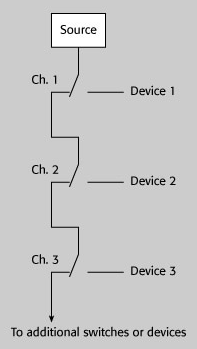 Source
Ch. 1
Device 1
Ch. 2
Device 2
Ch. 3
Device 3
To additional switches or devices